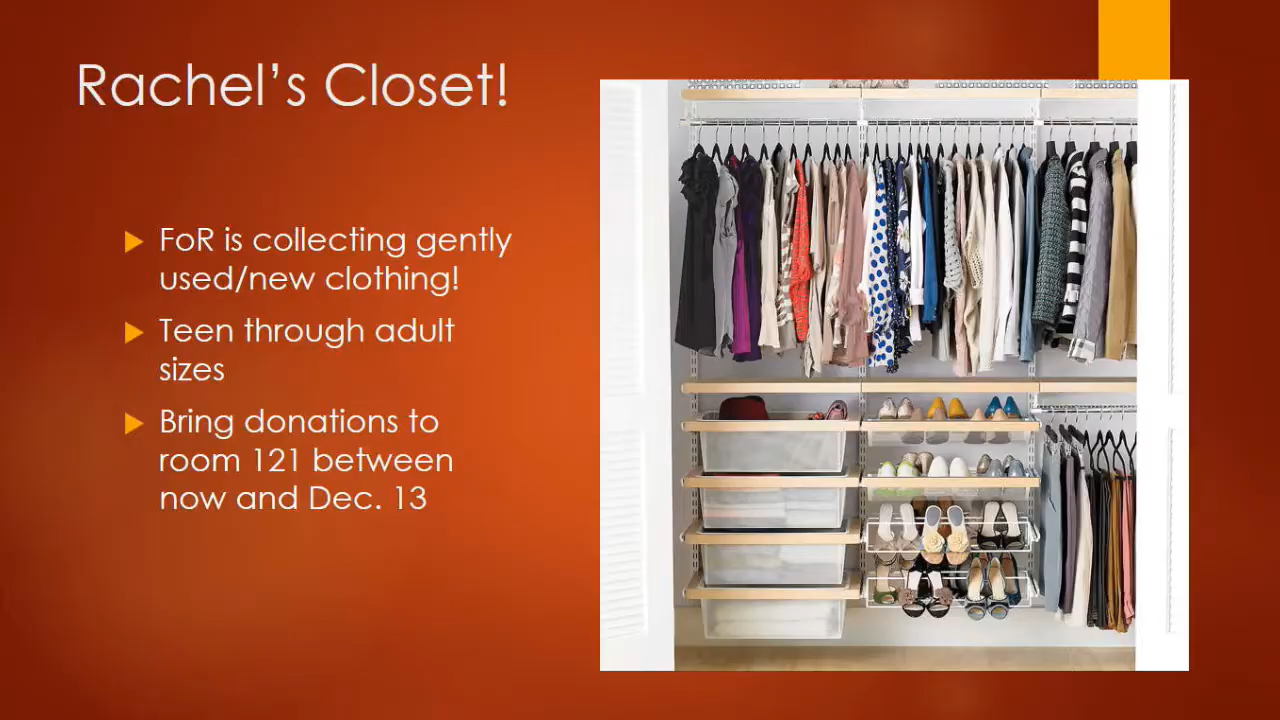 Rachel’s Closet!
FoR is collecting gently
used/new clothing!
Teen through adult
sizes
Bring donations to
room 121 between
now and Dec. 13